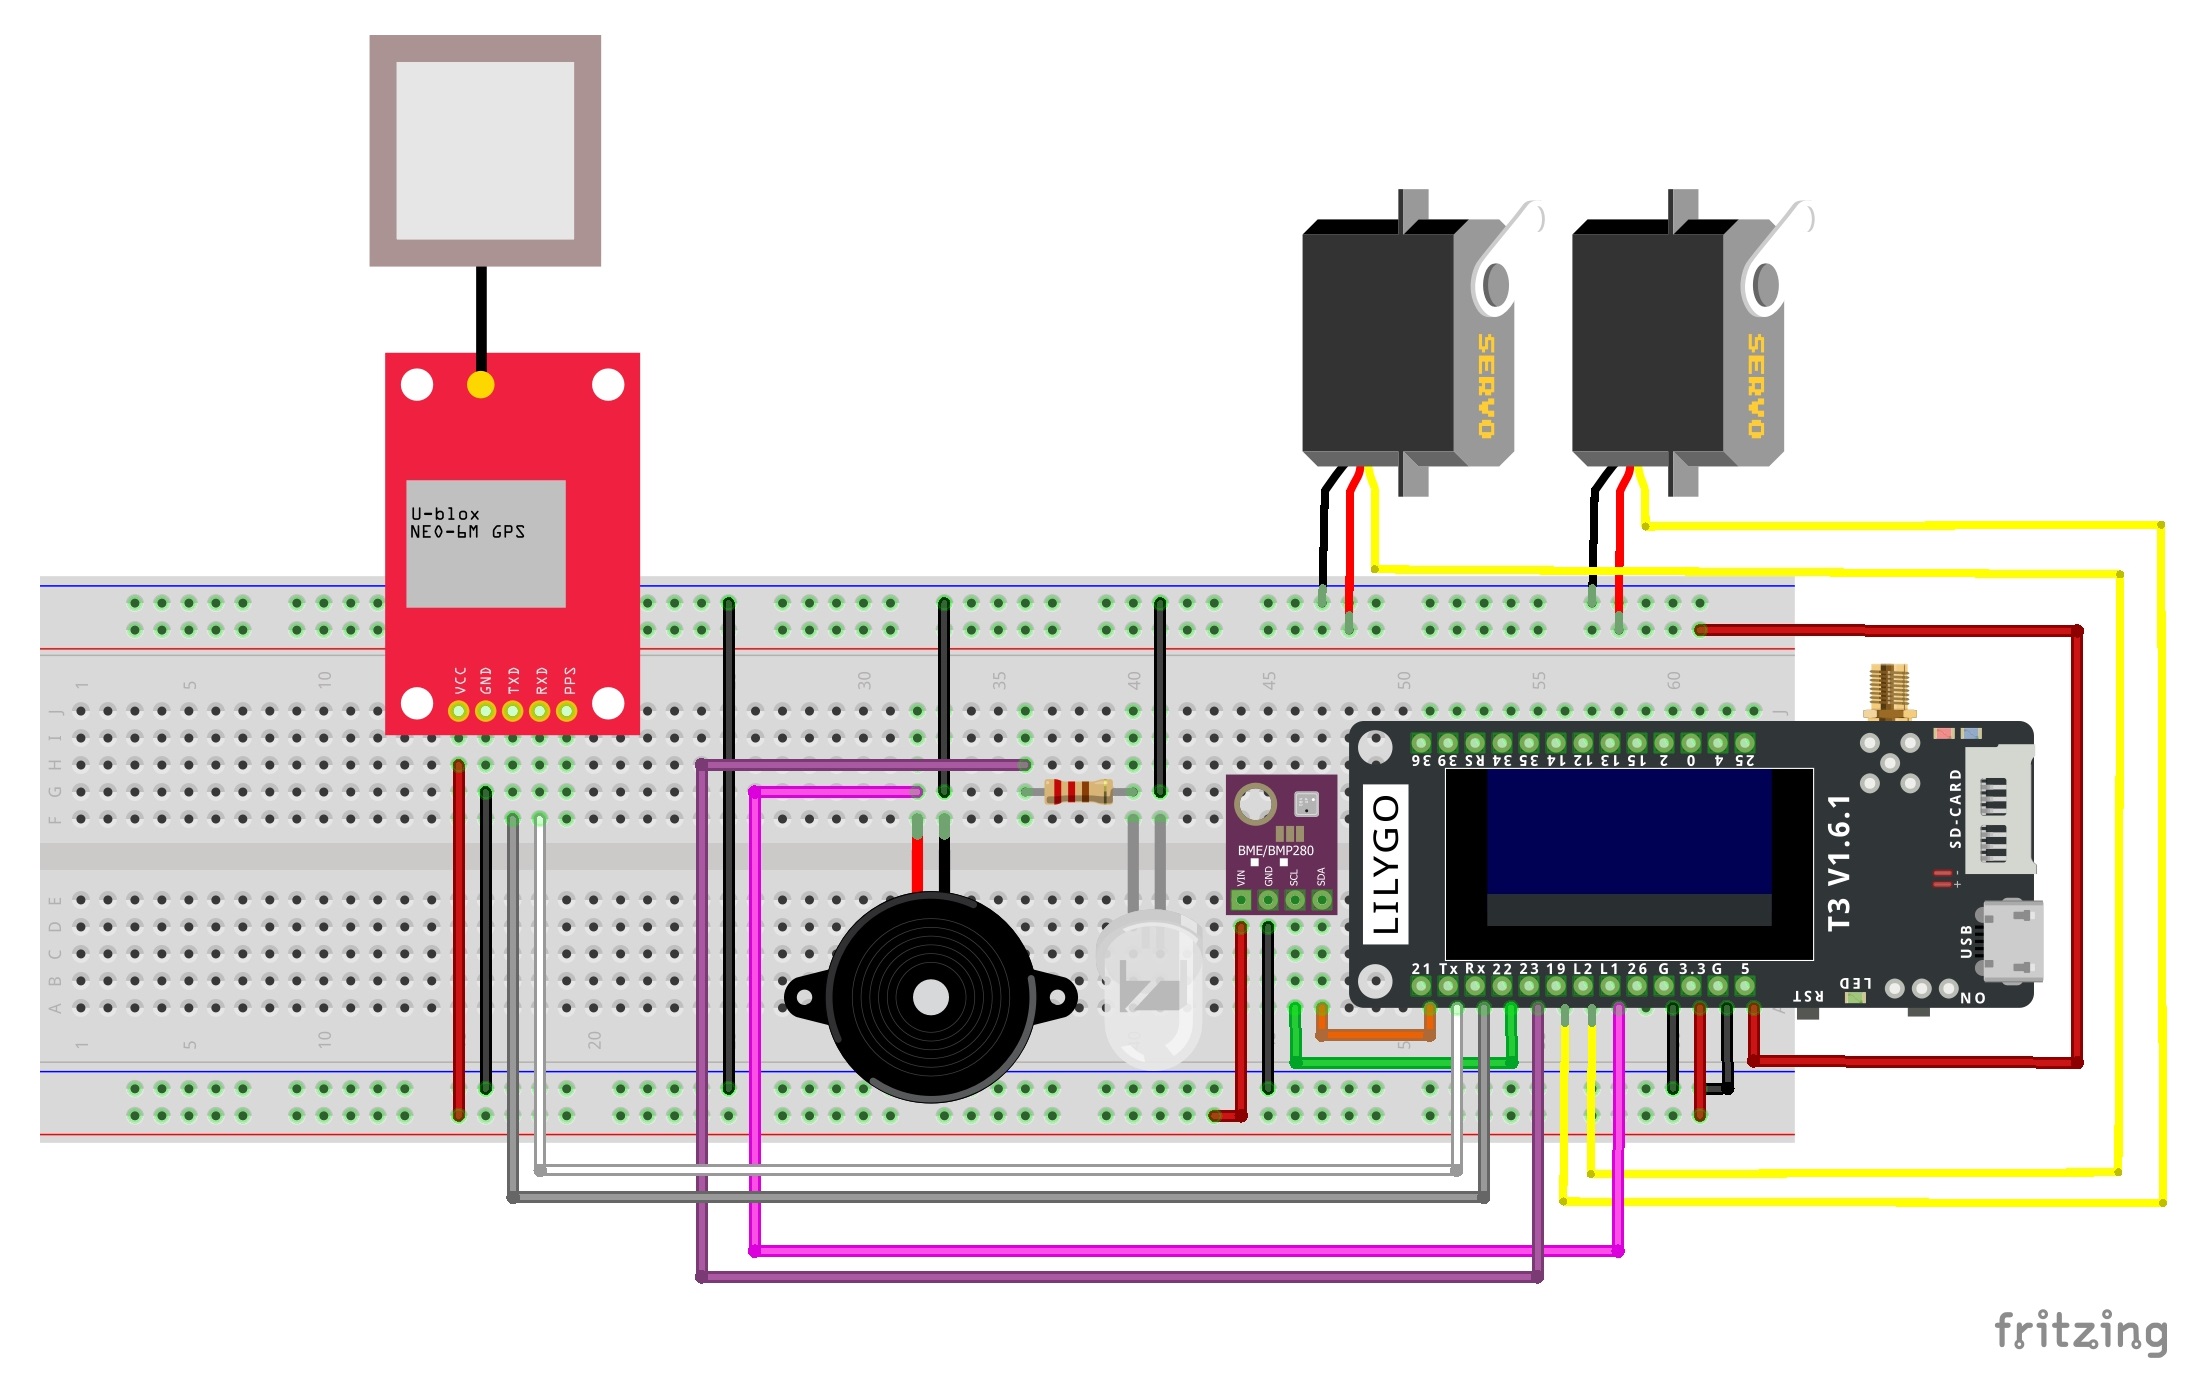 U-blox
NEO-6M GPS
SERVO
SERVO
VCC GND TXD RXD PPS
1 5 10 30 35 40 45 50 55 60
J J
I
H
G
F
36 39 RS 34 35 14 12 13 15 2 0 4 25
BME/BMP280
VIN GND SCL SDA
LILYGO
T3 V1.6.1
SD-CARD
USB
- +
E
D
C
B
A
21 Tx Rx 22 23 19 L2 L1 26 G 3.3 G 5
RST LED ON
1 5 10 20
fritzing